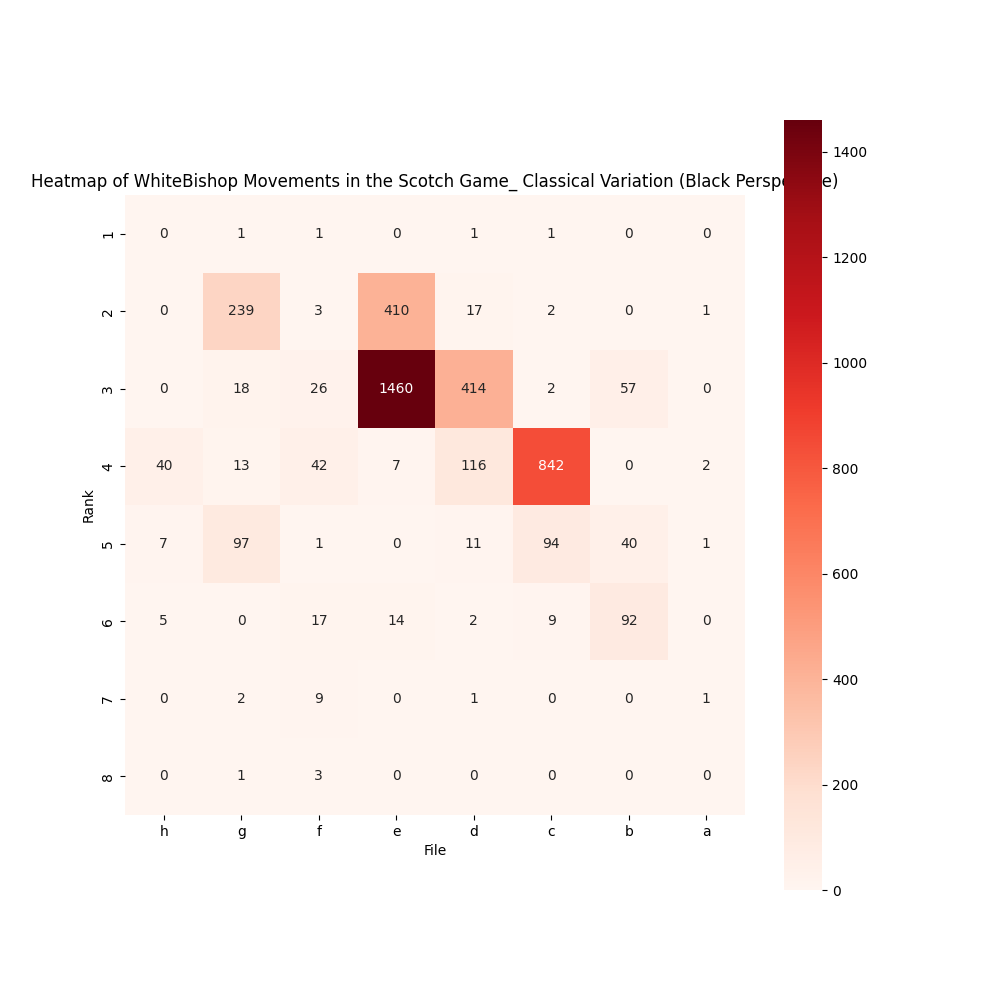 Heatmap of WhiteBishop Movements in the Scotch Game_ Classical Variation (Black Perspe e)
1 0 1 1 0 1 1 0 0
2 0 239 3 410 17 2 0 1
3 0 18 26 1460 414 2 57 0
4 40 13 42 7 116 842 0 2
5 7 97 1 0 11 94 40 1
6 5 0 17 14 2 9 92 0
7 0 2 9 0 1 0 0 1
8 0 1 3 0 0 0 0 0
h g f e d c b a
File
Rank
1400
1200
1000
800
600
400
200
0